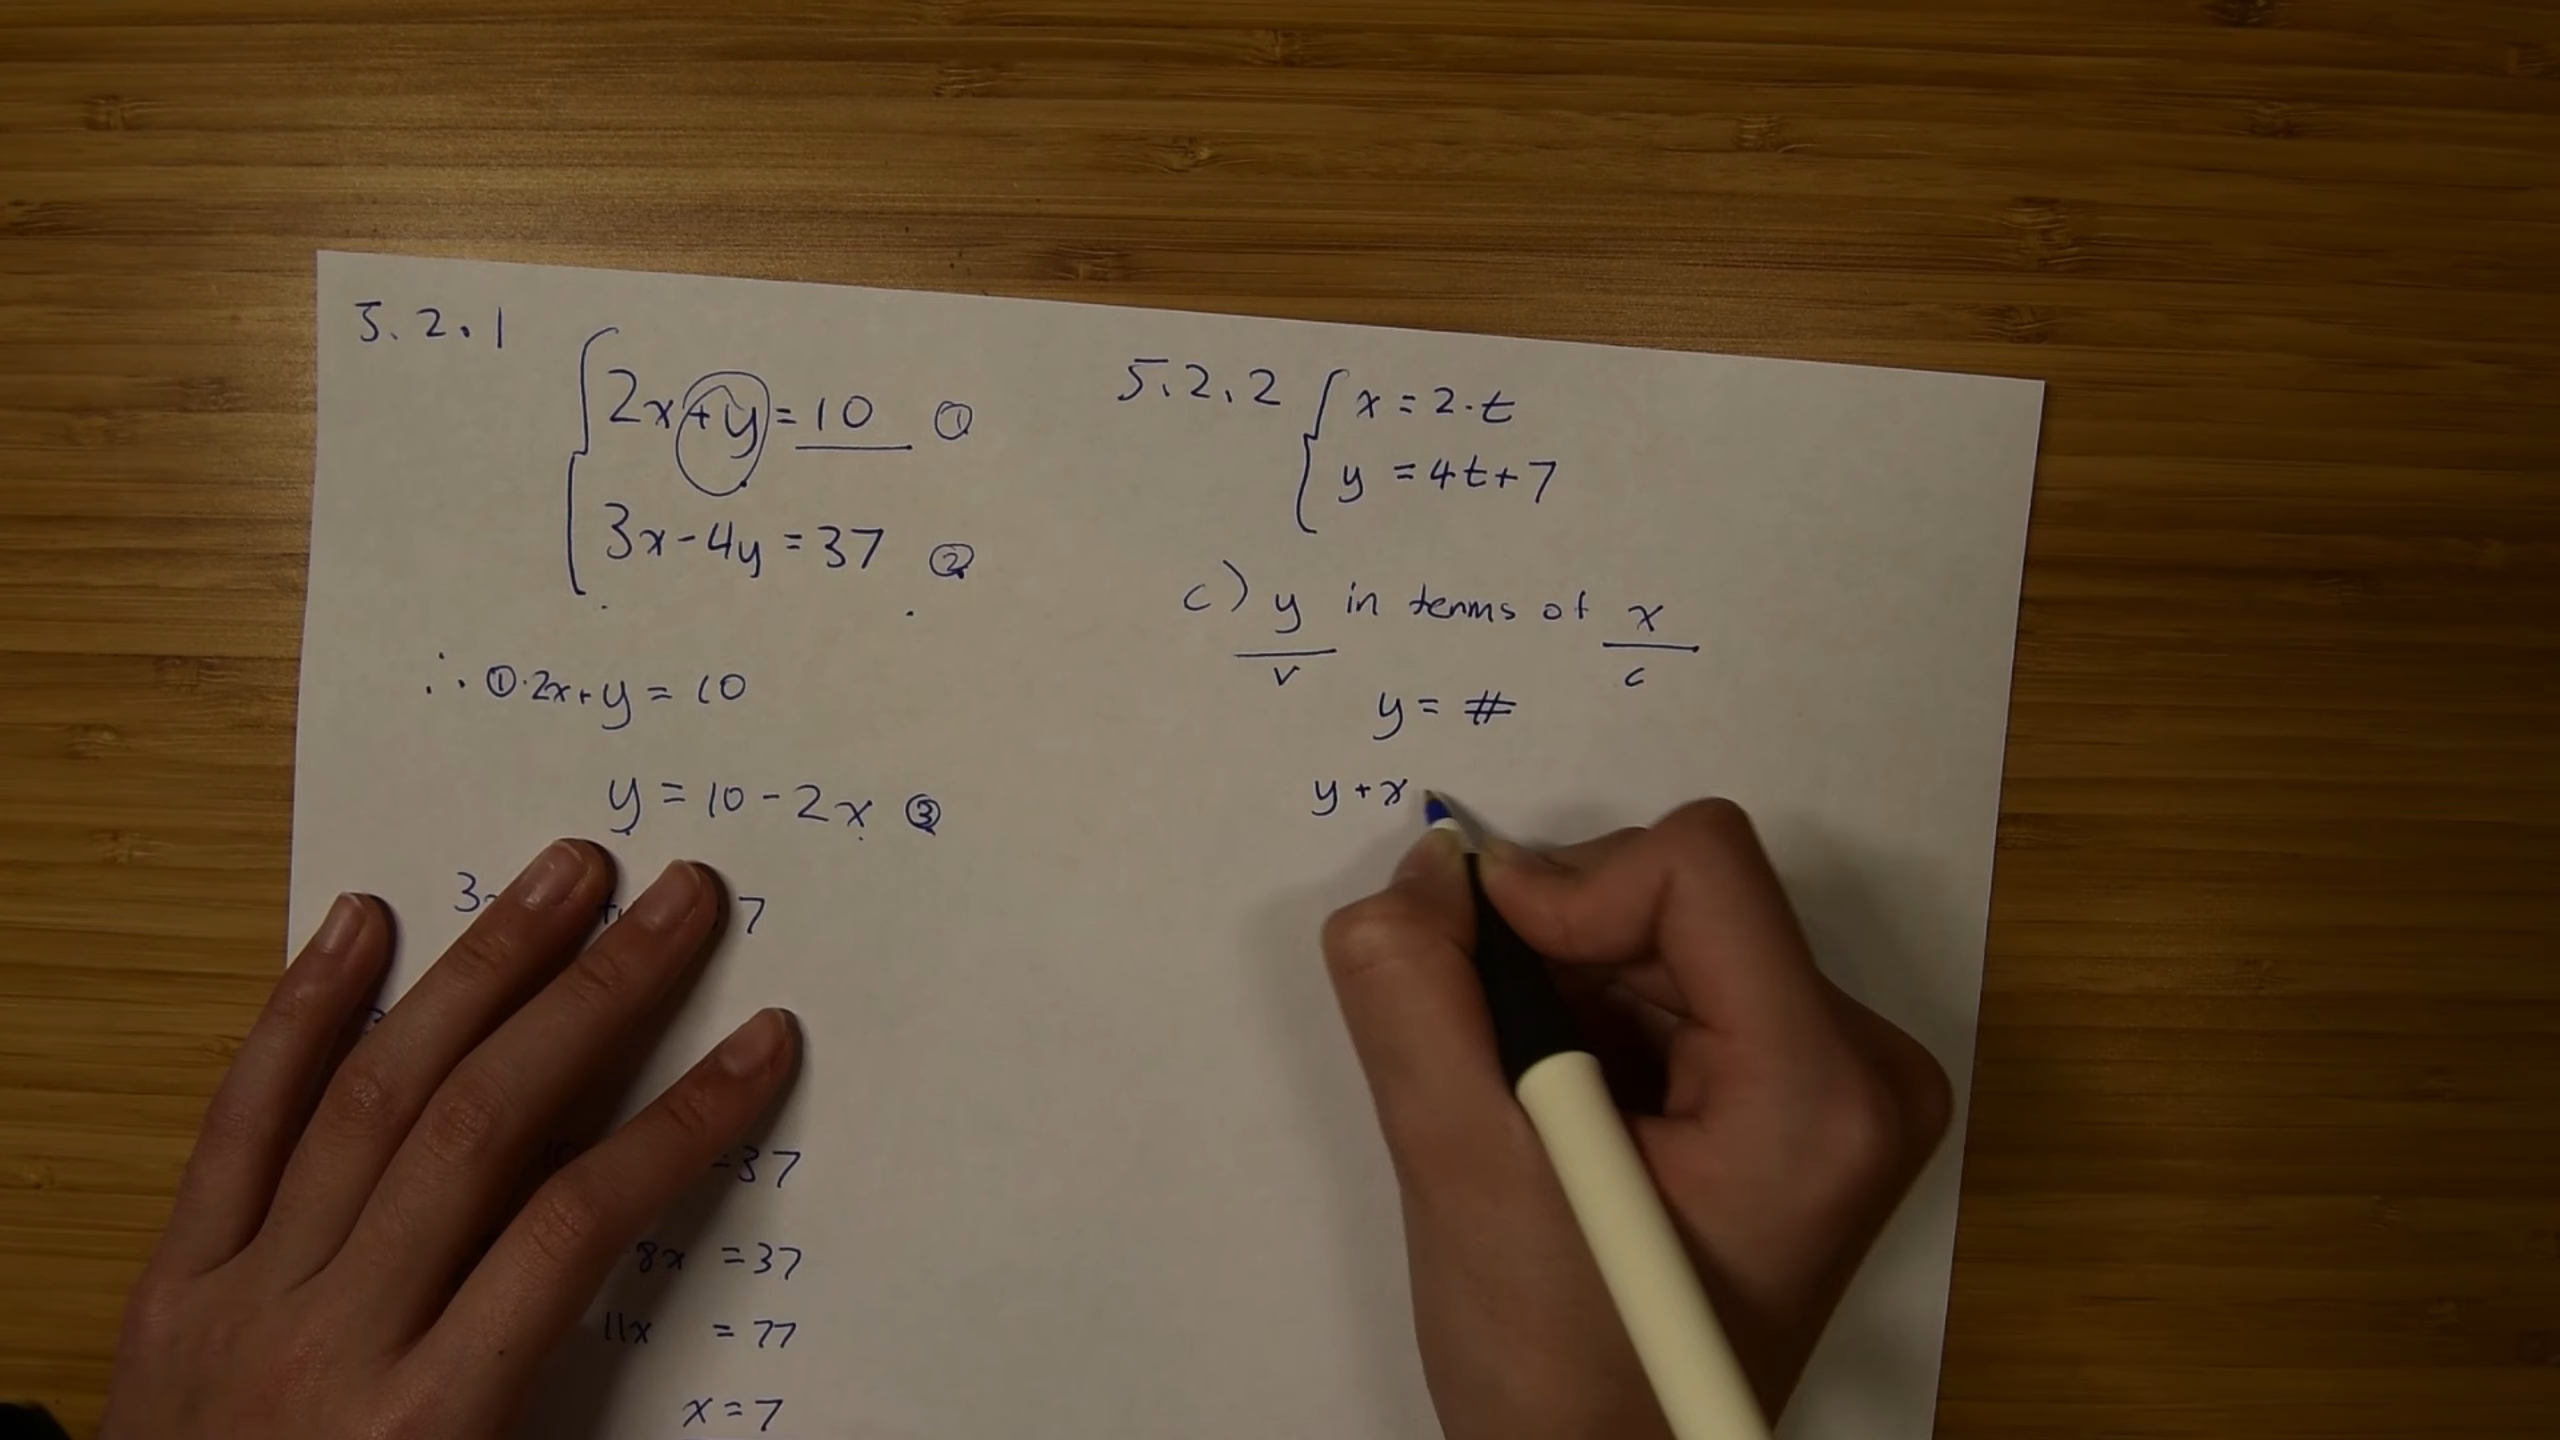 5.2.1
2x+y=10 ①
3x-4y=37 ②
∴ ①·2x+y=10
y=10-2x ③
7
=37
8x =37
11x =77
x=7
5.2.2
x=2·t
y=4t+7
c) y in terms of x
v c
y=#
y+x